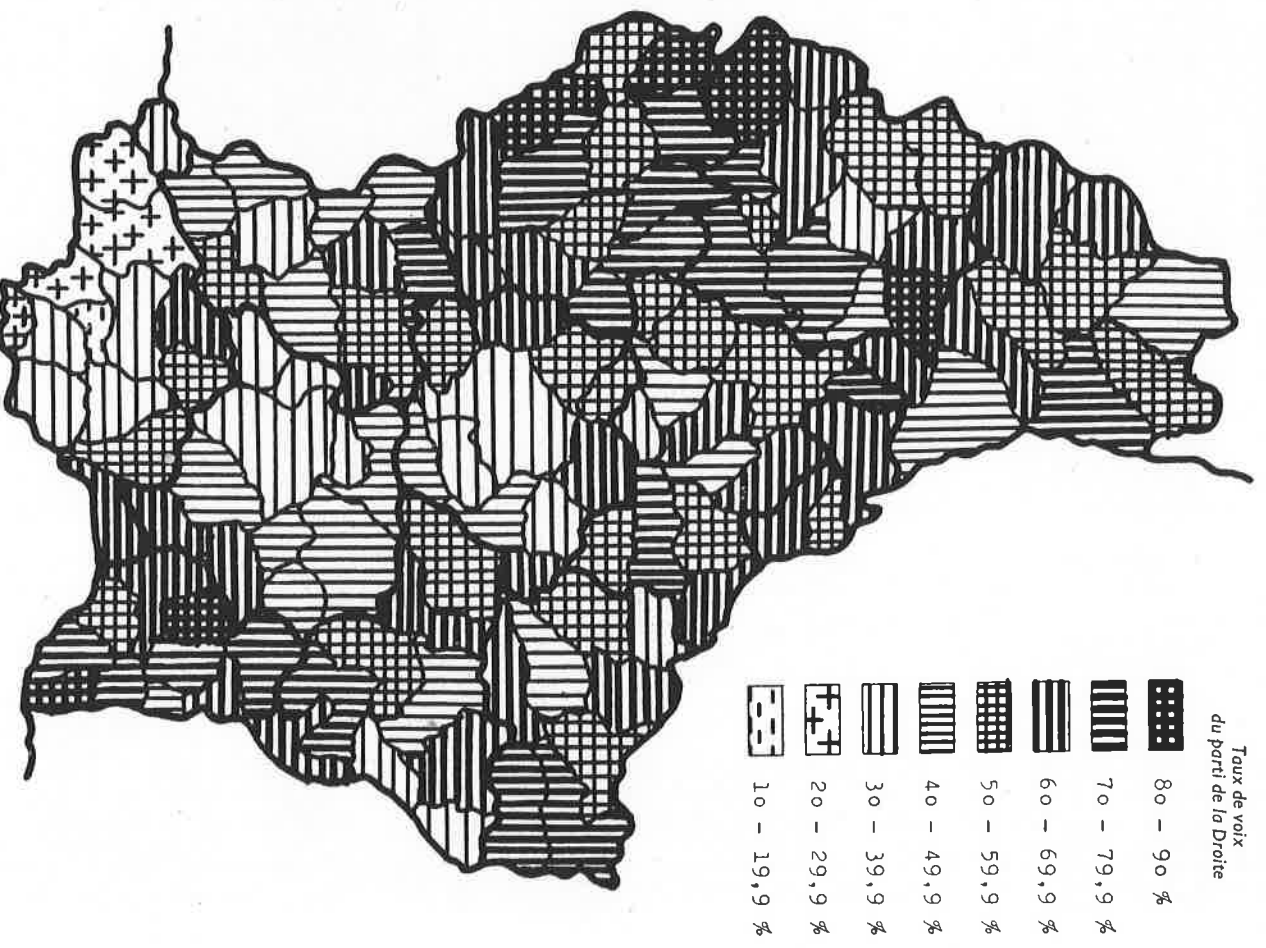 Taux de voix
du parti de la Droite
80 - 90 %
70 - 79,9 %
60 - 69,9 %
50 - 59,9 %
40 - 49,9 %
30 - 39,9 %
20 - 29,9 %
10 - 19,9 %